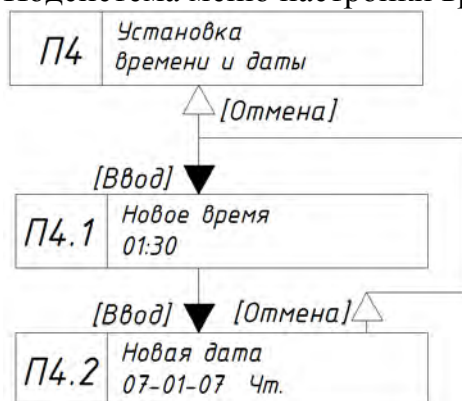 Подсистема меню настройки вр
П4
Установка
времени и даты
[Отмена]
[Ввод]
П4.1
Новое время
01:30
[Ввод]
[Отмена]
П4.2
Новая дата
07-01-07 Чт.